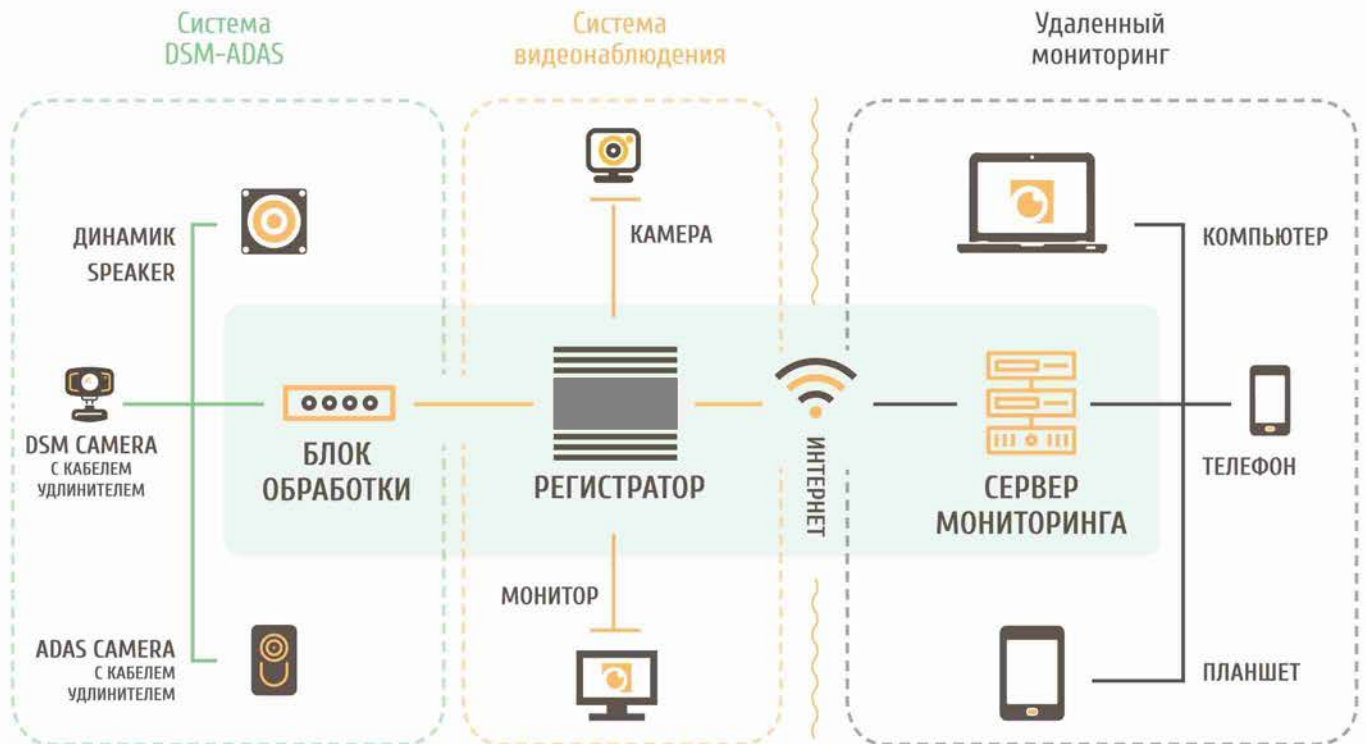 Система
DSM-ADAS
Система
видеонаблюдения
Удаленный
мониторинг
ДИНАМИК
SPEAKER
DSM CAMERA
С КАБЕЛЕМ
УДЛИНИТЕЛЕМ
ADAS CAMERA
С КАБЕЛЕМ
УДЛИНИТЕЛЕМ
БЛОК
ОБРАБОТКИ
КАМЕРА
РЕГИСТРАТОР
МОНИТОР
ИНТЕРНЕТ
СЕРВЕР
МОНИТОРИНГА
КОМПЬЮТЕР
ТЕЛЕФОН
ПЛАНШЕТ